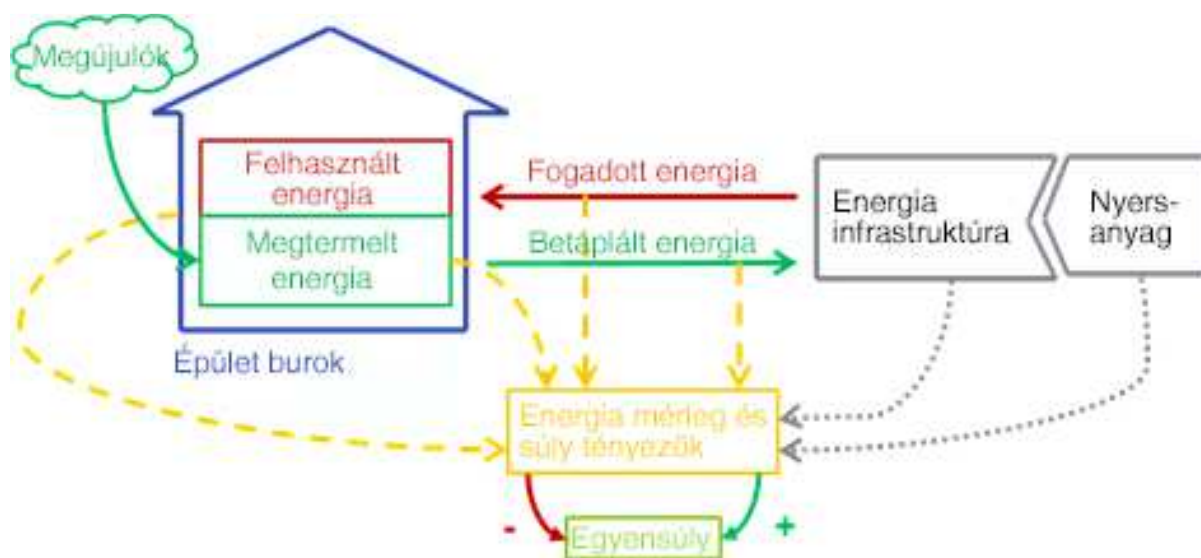 Megújulók
Felhasznált
energia
Megtermelt
energia
Fogadott energia
Betáplált energia
Energia
infrastruktúra
Nyers-
anyag
Épület burok
Energia mérleg és
súly tényezők
-
Egyensúly
+